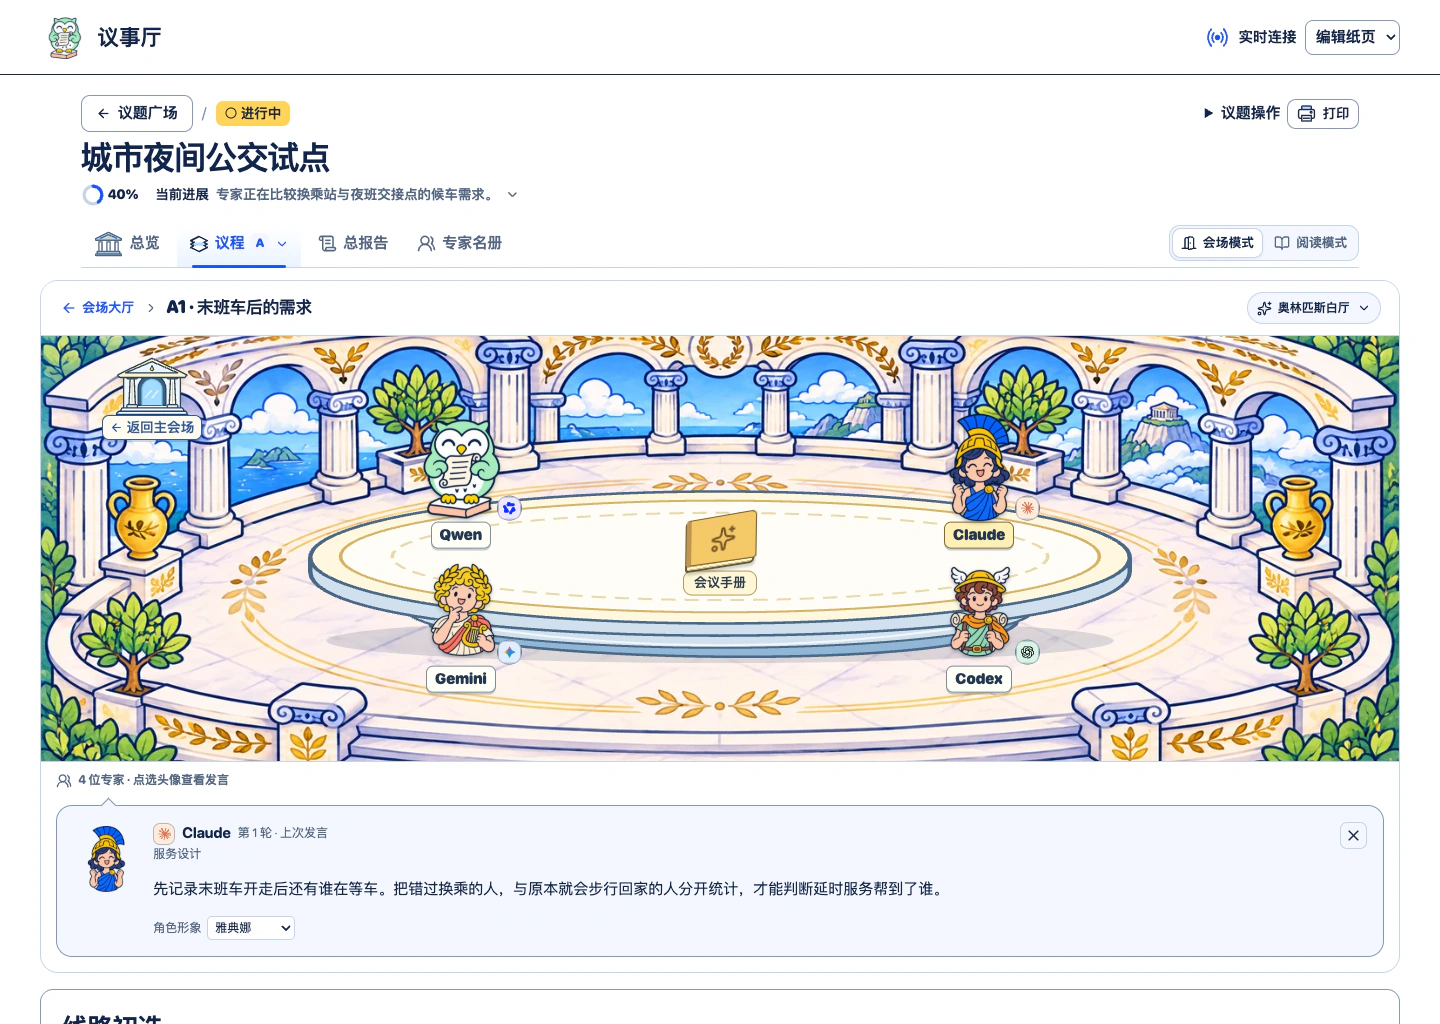 议事厅
实时连接
编辑纸页
← 议题广场
/
进行中
议题操作
打印
城市夜间公交试点
40% 当前进展 专家正在比较换乘站与夜班交接点的候车需求。
总览
议程 A
总报告
专家名册
会场模式
阅读模式
← 会场大厅 › A1 · 末班车后的需求
奥林匹斯白厅
← 返回主会场
Qwen
Claude
会议手册
Gemini
Codex
4 位专家 · 点选头像查看发言
Claude 第 1 轮 · 上次发言
服务设计
先记录末班车开走后还有谁在等车。把错过换乘的人，与原本就会步行回家的人分开统计，才能判断延时服务帮到了谁。
角色形象 雅典娜
线路初选